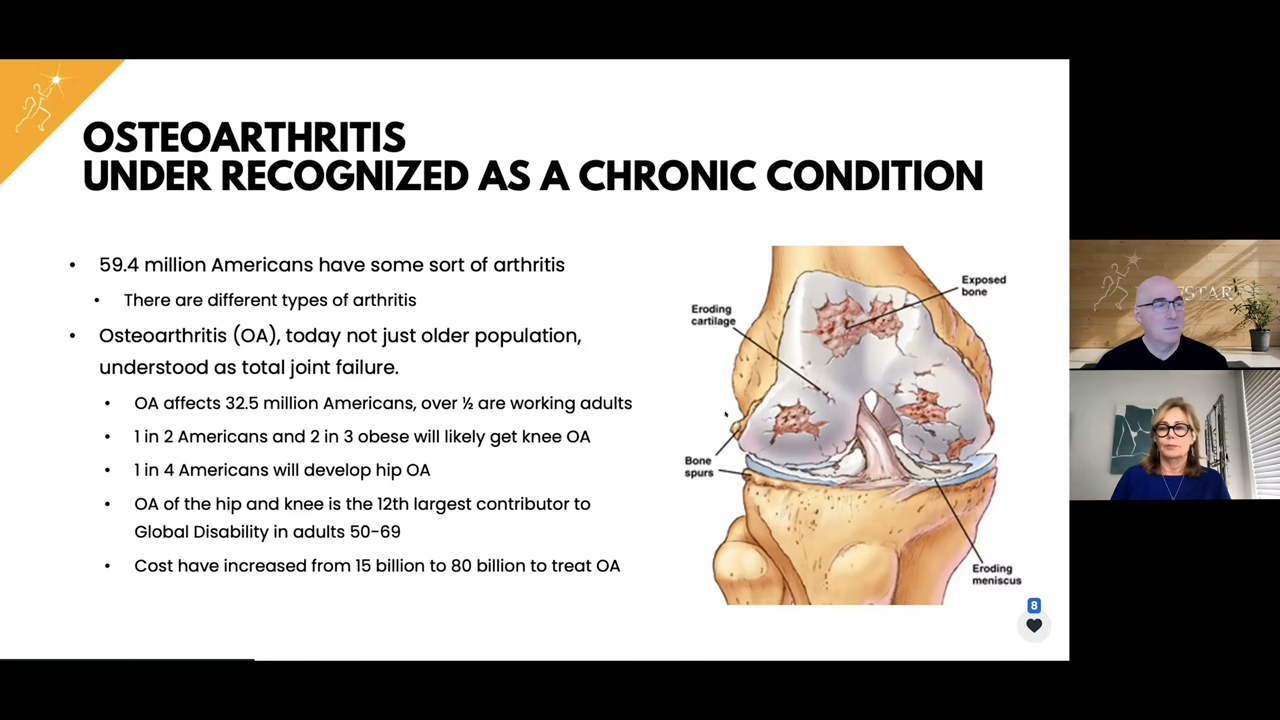 OSTEOARTHRITIS
UNDER RECOGNIZED AS A CHRONIC CONDITION
• 59.4 million Americans have some sort of arthritis
• There are different types of arthritis
• Osteoarthritis (OA), today not just older population,
understood as total joint failure.
• OA affects 32.5 million Americans, over ½ are working adults
• 1 in 2 Americans and 2 in 3 obese will likely get knee OA
• 1 in 4 Americans will develop hip OA
• OA of the hip and knee is the 12th largest contributor to
Global Disability in adults 50-69
• Cost have increased from 15 billion to 80 billion to treat OA
Exposed
bone
Eroding
cartilage
Bone
spurs
Eroding
meniscus
8